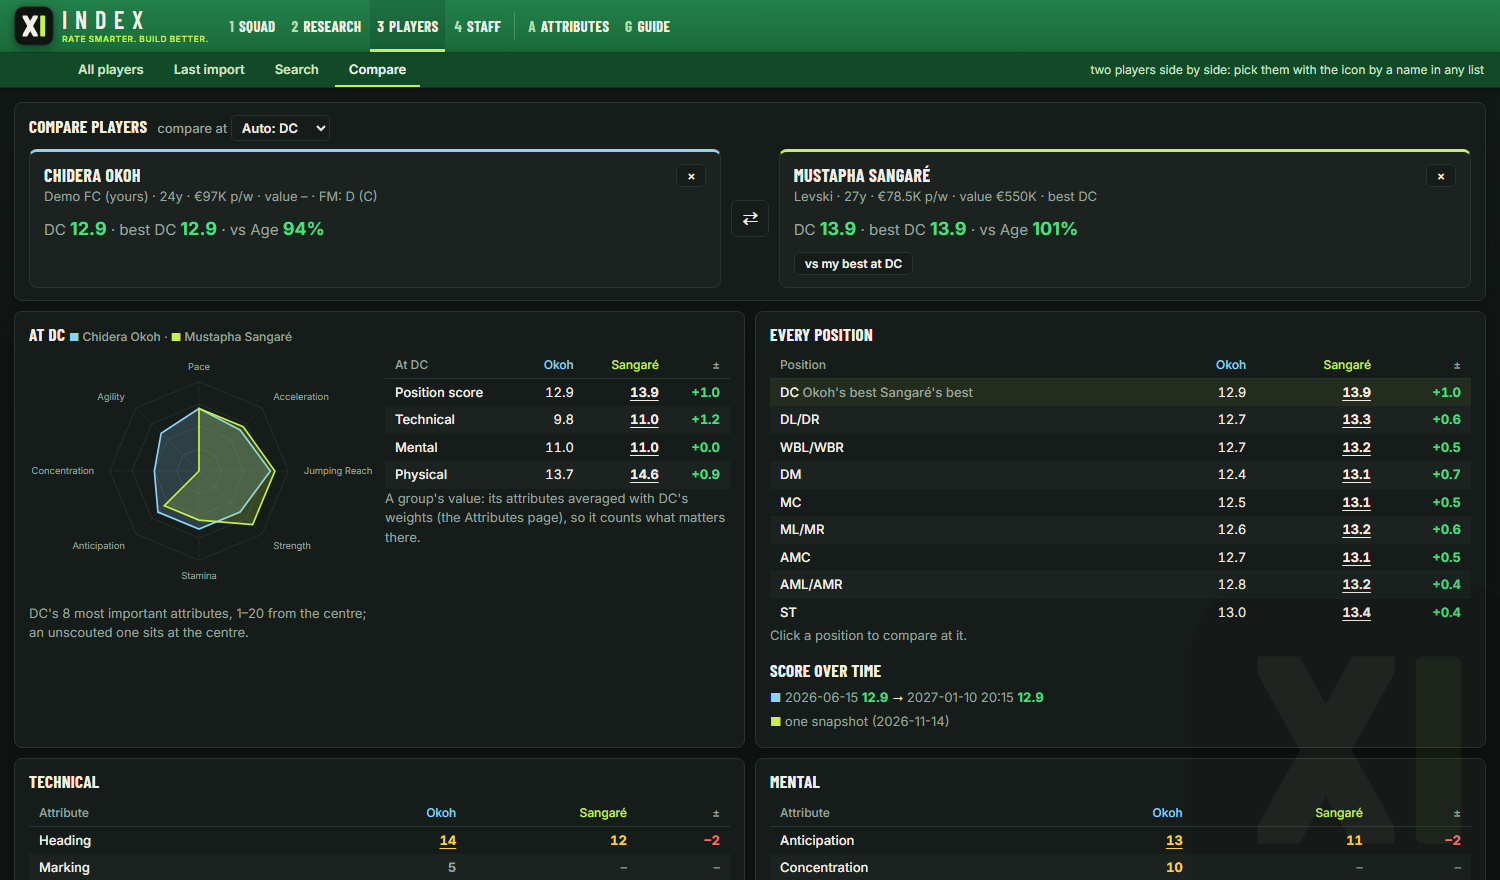 XI INDEX
RATE SMARTER. BUILD BETTER.
1 SQUAD 2 RESEARCH 3 PLAYERS 4 STAFF A ATTRIBUTES G GUIDE
All players Last import Search Compare
two players side by side: pick them with the icon by a name in any list
COMPARE PLAYERS compare at Auto: DC
CHIDERA OKOH ×
Demo FC (yours) · 24y · €97K p/w · value – · FM: D (C)
DC 12.9 · best DC 12.9 · vs Age 94%
⇄
MUSTAPHA SANGARÉ ×
Levski · 27y · €78.5K p/w · value €550K · best DC
DC 13.9 · best DC 13.9 · vs Age 101%
vs my best at DC
AT DC Chidera Okoh · Mustapha Sangaré
Pace
Agility Acceleration
Concentration Jumping Reach
Anticipation Strength
Stamina
DC's 8 most important attributes, 1–20 from the centre;
an unscouted one sits at the centre.
At DC Okoh Sangaré ±
Position score 12.9 13.9 +1.0
Technical 9.8 11.0 +1.2
Mental 11.0 11.0 +0.0
Physical 13.7 14.6 +0.9
A group's value: its attributes averaged with DC's
weights (the Attributes page), so it counts what matters
there.
EVERY POSITION
Position Okoh Sangaré ±
DC Okoh's best Sangaré's best 12.9 13.9 +1.0
DL/DR 12.7 13.3 +0.6
WBL/WBR 12.7 13.2 +0.5
DM 12.4 13.1 +0.7
MC 12.5 13.1 +0.5
ML/MR 12.6 13.2 +0.6
AMC 12.7 13.1 +0.5
AML/AMR 12.8 13.2 +0.4
ST 13.0 13.4 +0.4
Click a position to compare at it.
SCORE OVER TIME
2026-06-15 12.9 → 2027-01-10 20:15 12.9
one snapshot (2026-11-14)
XI
TECHNICAL
Attribute Okoh Sangaré ±
Heading 14 12 −2
Marking 5 – –
MENTAL
Attribute Okoh Sangaré ±
Anticipation 13 11 −2
Concentration 10 – –